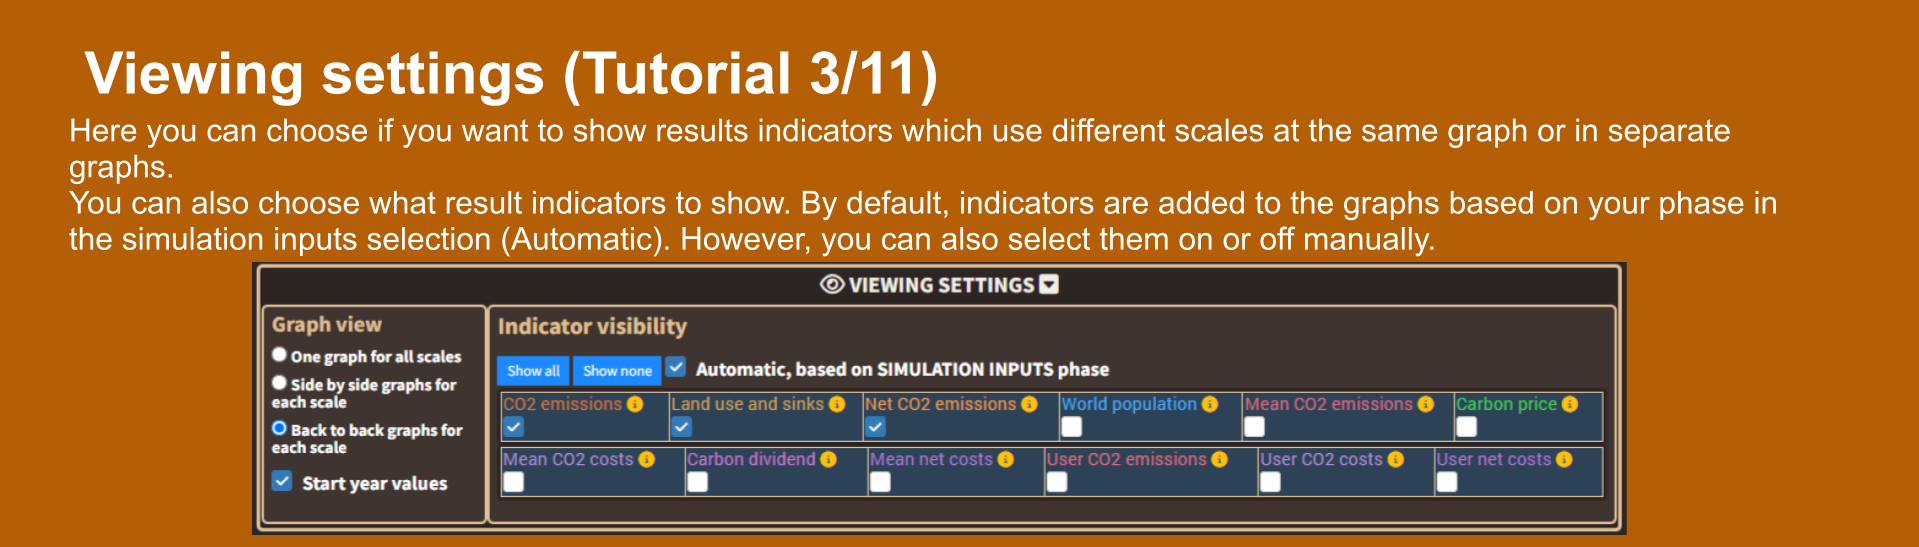 Viewing settings (Tutorial 3/11)
Here you can choose if you want to show results indicators which use different scales at the same graph or in separate
graphs.
You can also choose what result indicators to show. By default, indicators are added to the graphs based on your phase in
the simulation inputs selection (Automatic). However, you can also select them on or off manually.
VIEWING SETTINGS
Graph view
One graph for all scales
Side by side graphs for
each scale
Back to back graphs for
each scale
Start year values
Indicator visibility
Show all Show none Automatic, based on SIMULATION INPUTS phase
CO2 emissions Land use and sinks Net CO2 emissions World population Mean CO2 emissions Carbon price
Mean CO2 costs Carbon dividend Mean net costs User CO2 emissions User CO2 costs User net costs